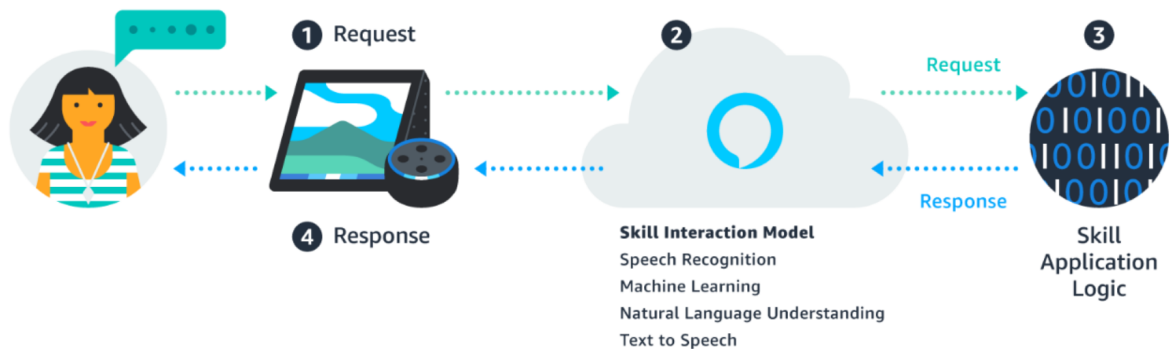 1 Request
2
3
Request
Response
4 Response
Skill Interaction Model
Speech Recognition
Machine Learning
Natural Language Understanding
Text to Speech
Skill
Application
Logic